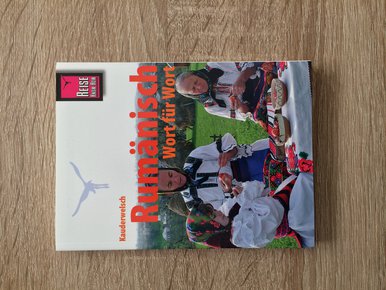 REISE
KNOW-HOW
Kauderwelsch
Rumänisch
Wort für Wort